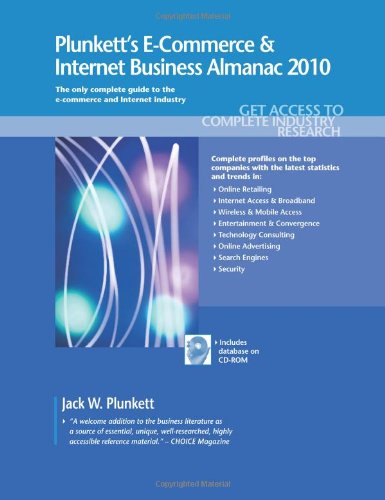 Plunkett's E-Commerce &
Internet Business Almanac 2010
The only complete guide to the
e-commerce and Internet industry
GET ACCESS TO
COMPLETE INDUSTRY
RESEARCH
Complete profiles on the top
companies with the latest statistics
and trends in:
Online Retailing
Internet Access & Broadband
Wireless & Mobile Access
Entertainment & Convergence
Technology Consulting
Online Advertising
Search Engines
Security
Includes
database on
CD-ROM
Jack W. Plunkett
"A welcome addition to the business literature as
a source of essential, unique, well-researched, highly
accessible reference material." – CHOICE Magazine